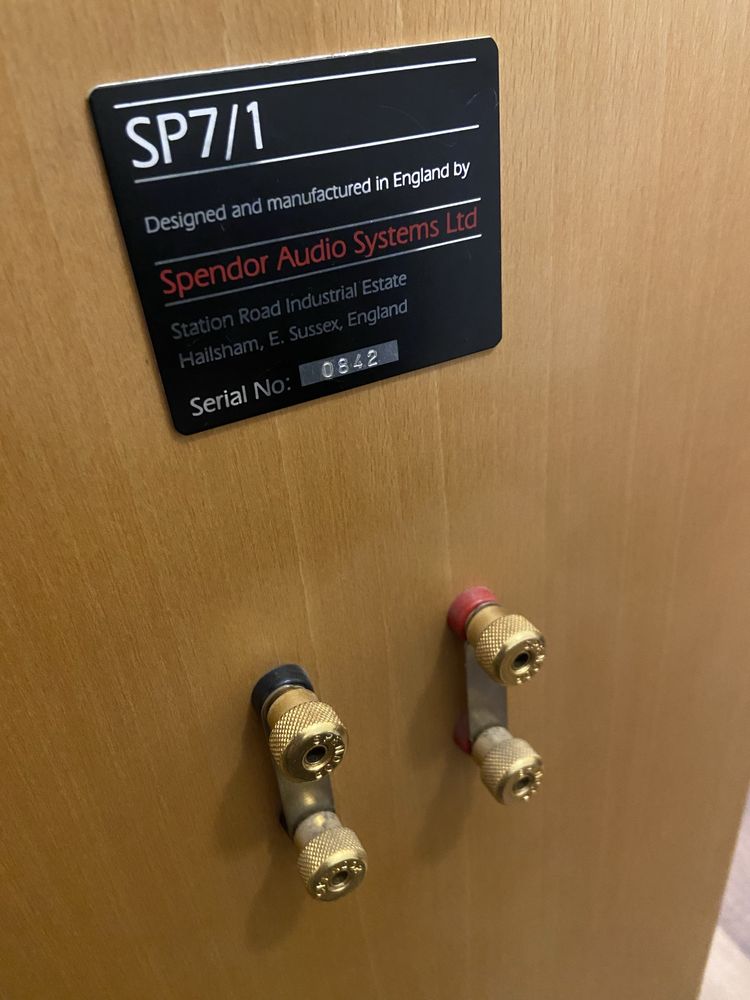 SP7/1
Designed and manufactured in England by
Spendor Audio Systems Ltd
Station Road Industrial Estate
Hailsham, E. Sussex, England
Serial No: 0842